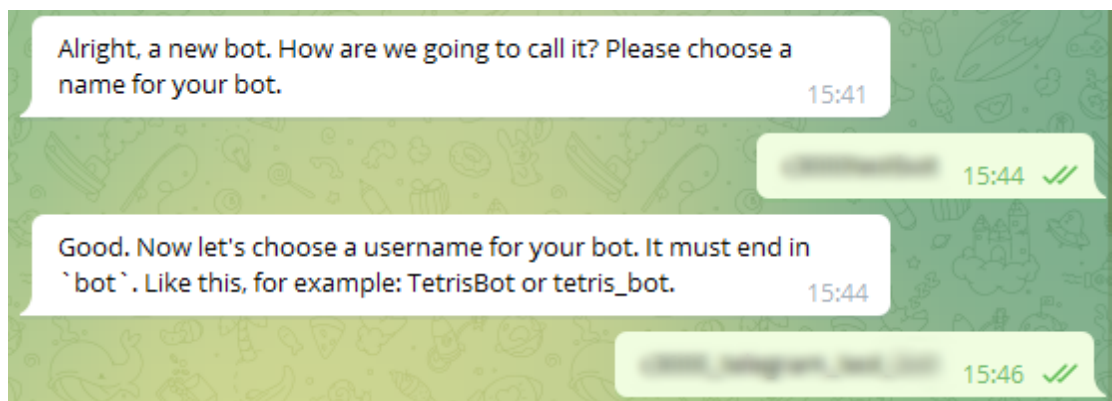 Alright, a new bot. How are we going to call it? Please choose a
name for your bot.
15:41
15:44
Good. Now let's choose a username for your bot. It must end in
`bot`. Like this, for example: TetrisBot or tetris_bot.
15:44
15:46